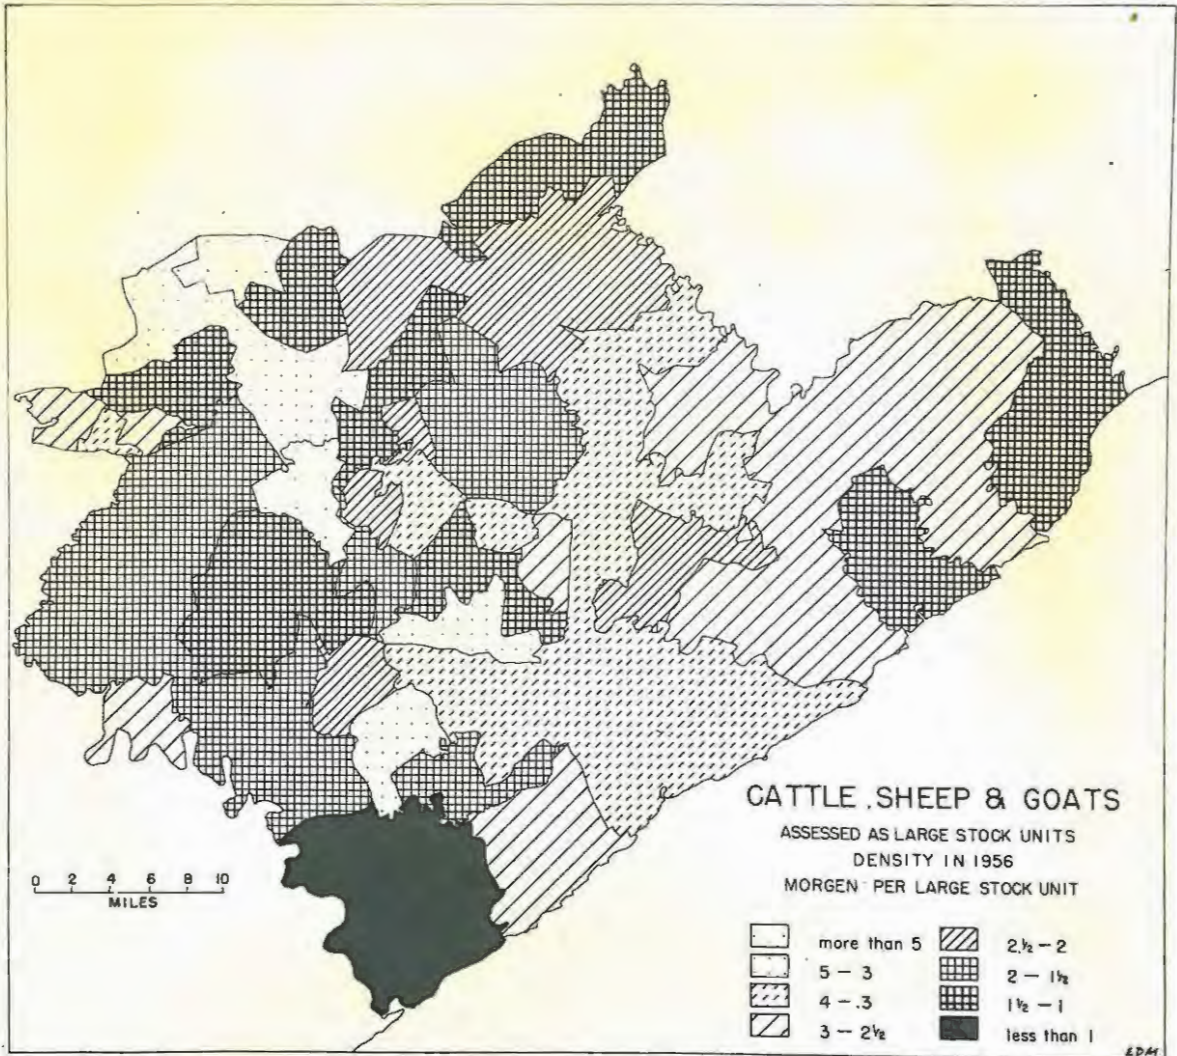 CATTLE, SHEEP & GOATS
ASSESSED AS LARGE STOCK UNITS
DENSITY IN 1956
MORGEN PER LARGE STOCK UNIT
0 2 4 6 8 10
MILES
more than 5
5 – 3
4 – .3
3 – 2½
2.½ – 2
2 – 1½
1½ – 1
less than 1
EDM